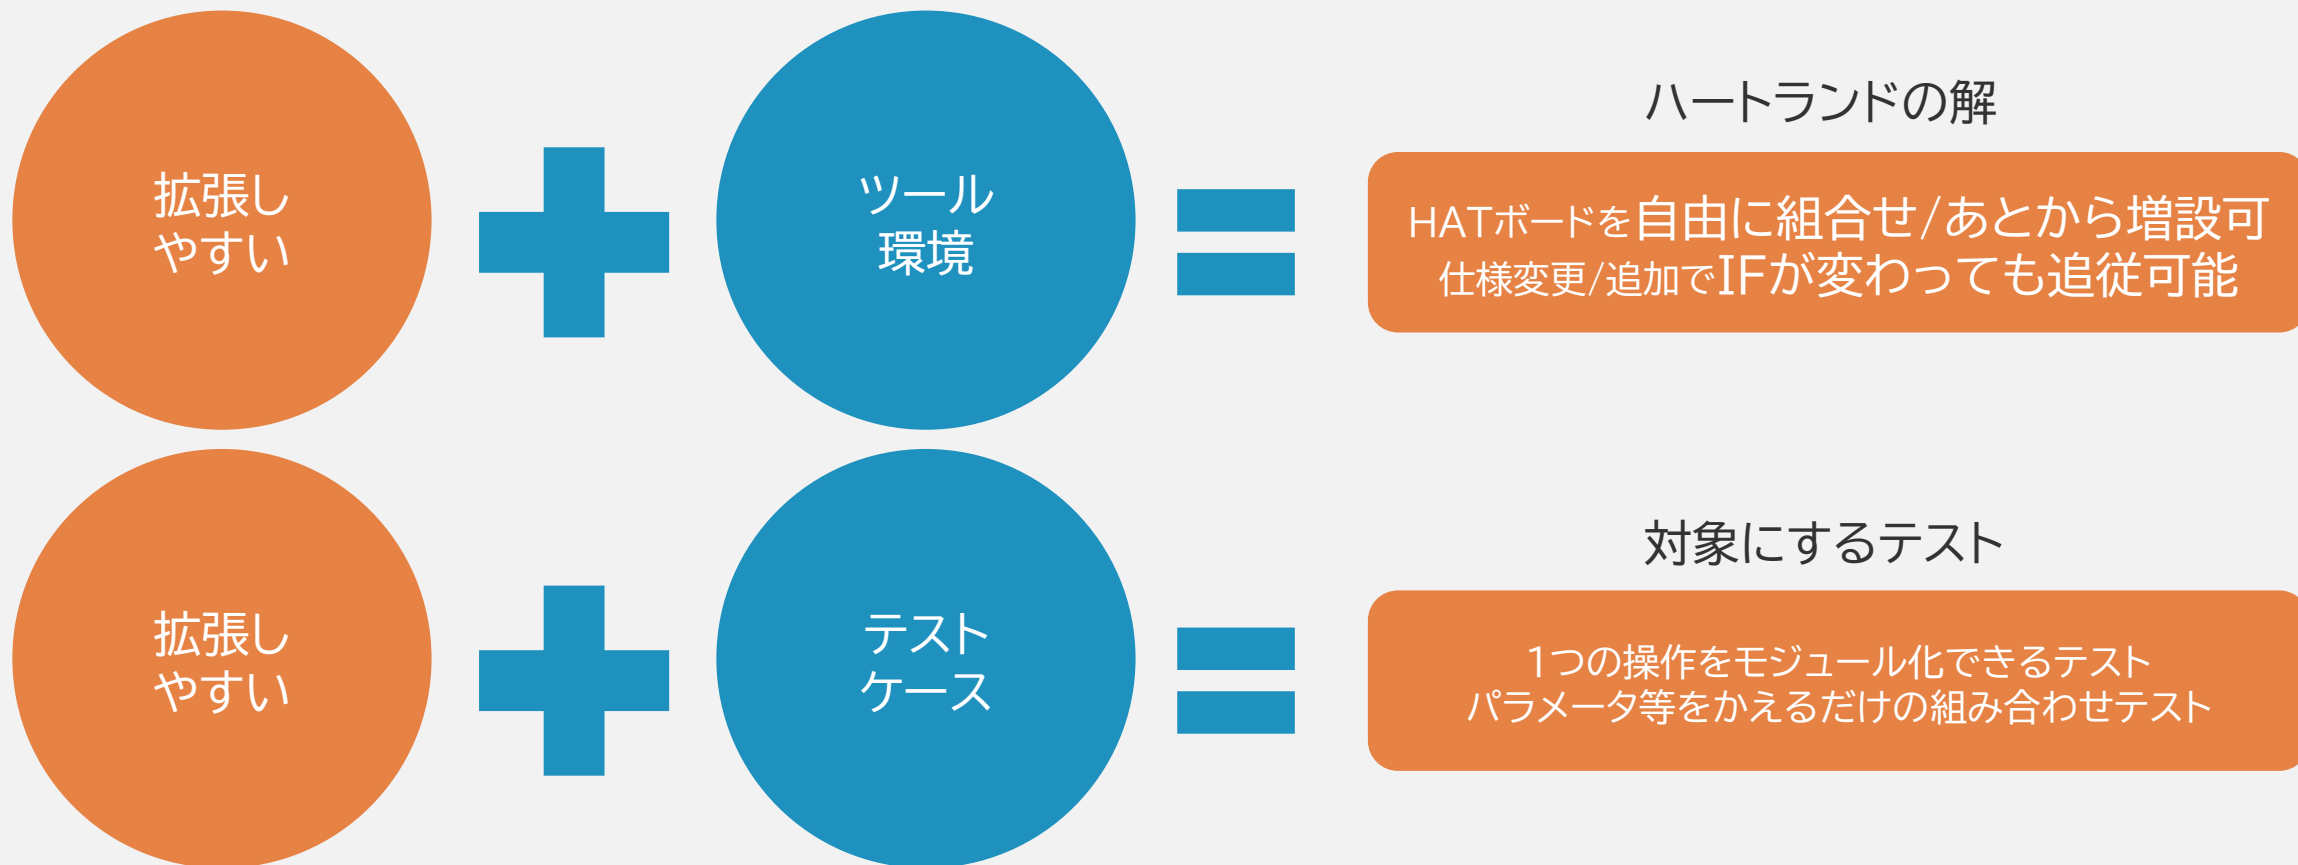 拡張し
やすい
ツール
環境
ハートランドの解
HATボードを自由に組合せ/あとから増設可
仕様変更/追加でIFが変わっても追従可能
拡張し
やすい
テスト
ケース
対象にするテスト
1つの操作をモジュール化できるテスト
パラメータ等をかえるだけの組み合わせテスト